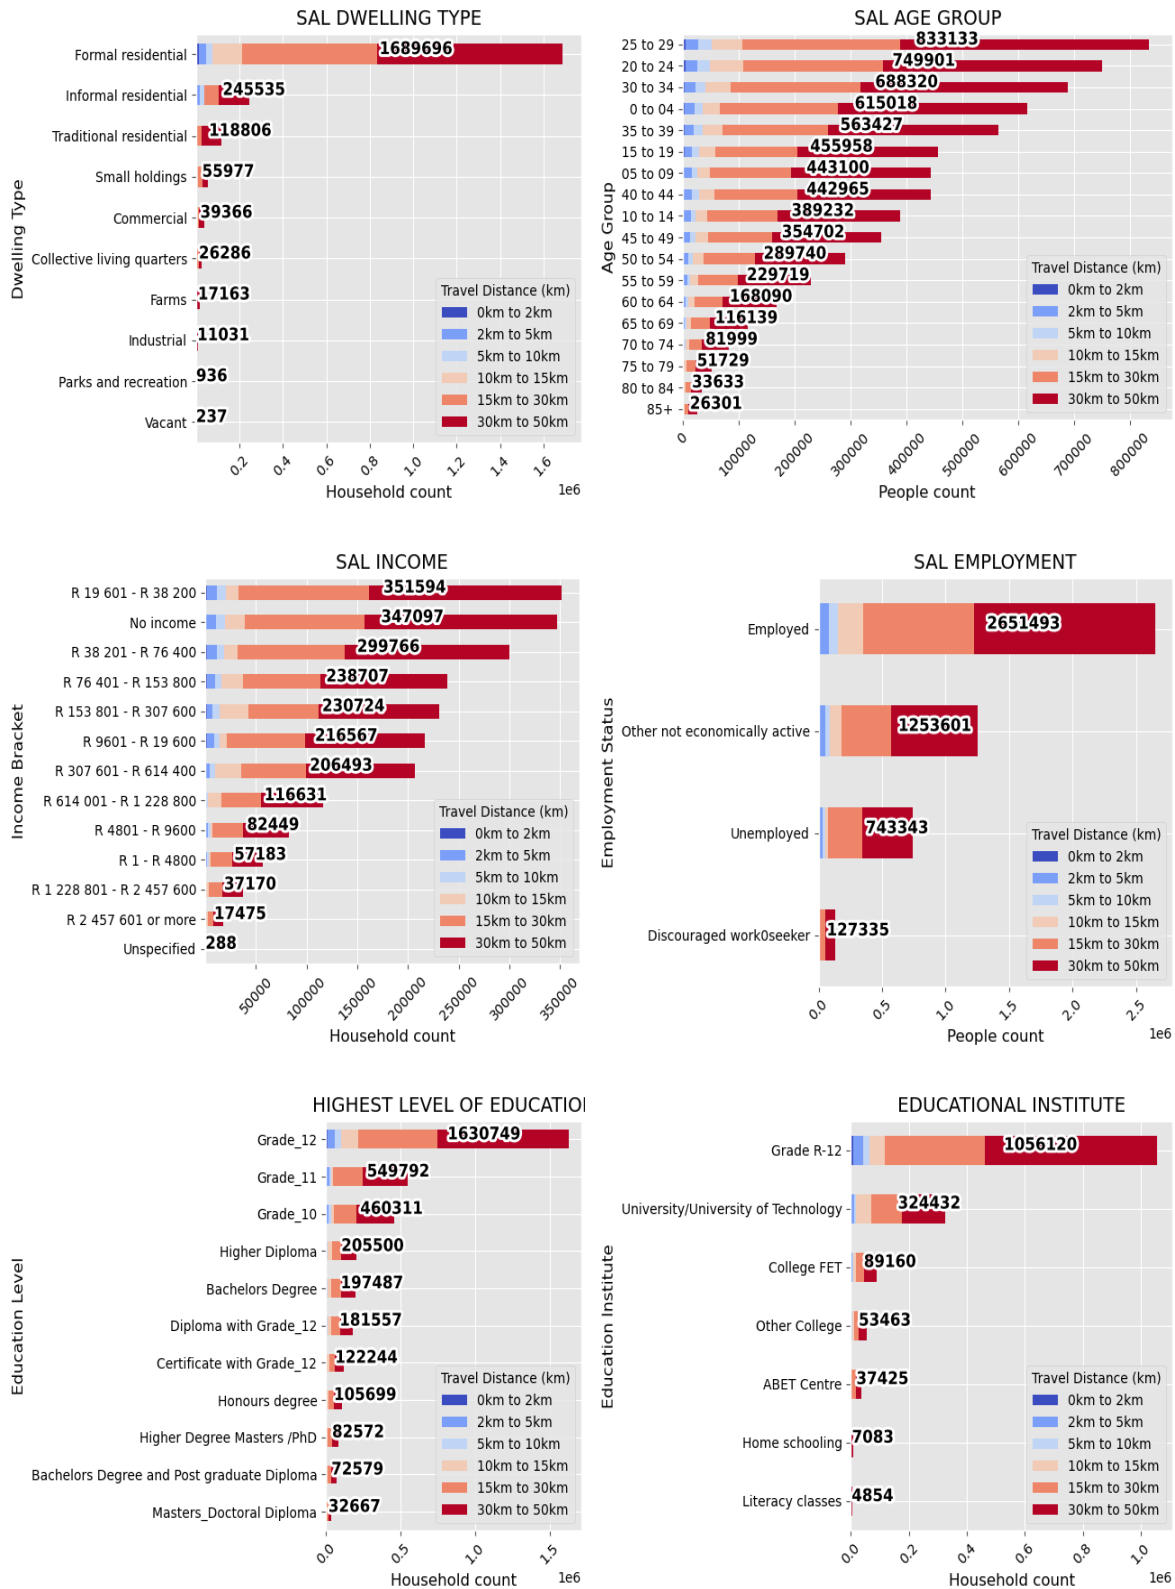 SAL DWELLING TYPE
Dwelling Type
Formal residential 1689696
Informal residential 245535
Traditional residential 118806
Small holdings 55977
Commercial 39366
Collective living quarters 26286
Farms 17163
Industrial 11031
Parks and recreation 936
Vacant 237
Travel Distance (km)
0km to 2km
2km to 5km
5km to 10km
10km to 15km
15km to 30km
30km to 50km
0.2 0.4 0.6 0.8 1.0 1.2 1.4 1.6
1e6
Household count
SAL AGE GROUP
Age Group
25 to 29 833133
20 to 24 749901
30 to 34 688320
0 to 04 615018
35 to 39 563427
15 to 19 455958
05 to 09 443100
40 to 44 442965
10 to 14 389232
45 to 49 354702
50 to 54 289740
55 to 59 229719
60 to 64 168090
65 to 69 116139
70 to 74 81999
75 to 79 51729
80 to 84 33633
85+ 26301
Travel Distance (km)
0km to 2km
2km to 5km
5km to 10km
10km to 15km
15km to 30km
30km to 50km
0 100000 200000 300000 400000 500000 600000 700000 800000
People count
SAL INCOME
Income Bracket
R 19 601 - R 38 200 351594
No income 347097
R 38 201 - R 76 400 299766
R 76 401 - R 153 800 238707
R 153 801 - R 307 600 230724
R 9601 - R 19 600 216567
R 307 601 - R 614 400 206493
R 614 001 - R 1 228 800 116631
R 4801 - R 9600 82449
R 1 - R 4800 57183
R 1 228 801 - R 2 457 600 37170
R 2 457 601 or more 17475
Unspecified 288
Travel Distance (km)
0km to 2km
2km to 5km
5km to 10km
10km to 15km
15km to 30km
30km to 50km
50000 100000 150000 200000 250000 300000 350000
Household count
SAL EMPLOYMENT
Employment Status
Employed 2651493
Other not economically active 1253601
Unemployed 743343
Discouraged work0seeker 127335
Travel Distance (km)
0km to 2km
2km to 5km
5km to 10km
10km to 15km
15km to 30km
30km to 50km
0.0 0.5 1.0 1.5 2.0 2.5
1e6
People count
HIGHEST LEVEL OF EDUCATIO
Education Level
Grade_12 1630749
Grade_11 549792
Grade_10 460311
Higher Diploma 205500
Bachelors Degree 197487
Diploma with Grade_12 181557
Certificate with Grade_12 122244
Honours degree 105699
Higher Degree Masters /PhD 82572
Bachelors Degree and Post graduate Diploma 72579
Masters_Doctoral Diploma 32667
Travel Distance (km)
0km to 2km
2km to 5km
5km to 10km
10km to 15km
15km to 30km
30km to 50km
0.0 0.5 1.0 1.5
1e6
Household count
EDUCATIONAL INSTITUTE
Education Institute
Grade R-12 1056120
University/University of Technology 324432
College FET 89160
Other College 53463
ABET Centre 37425
Home schooling 7083
Literacy classes 4854
Travel Distance (km)
0km to 2km
2km to 5km
5km to 10km
10km to 15km
15km to 30km
30km to 50km
0.0 0.2 0.4 0.6 0.8 1.0
1e6
Household count